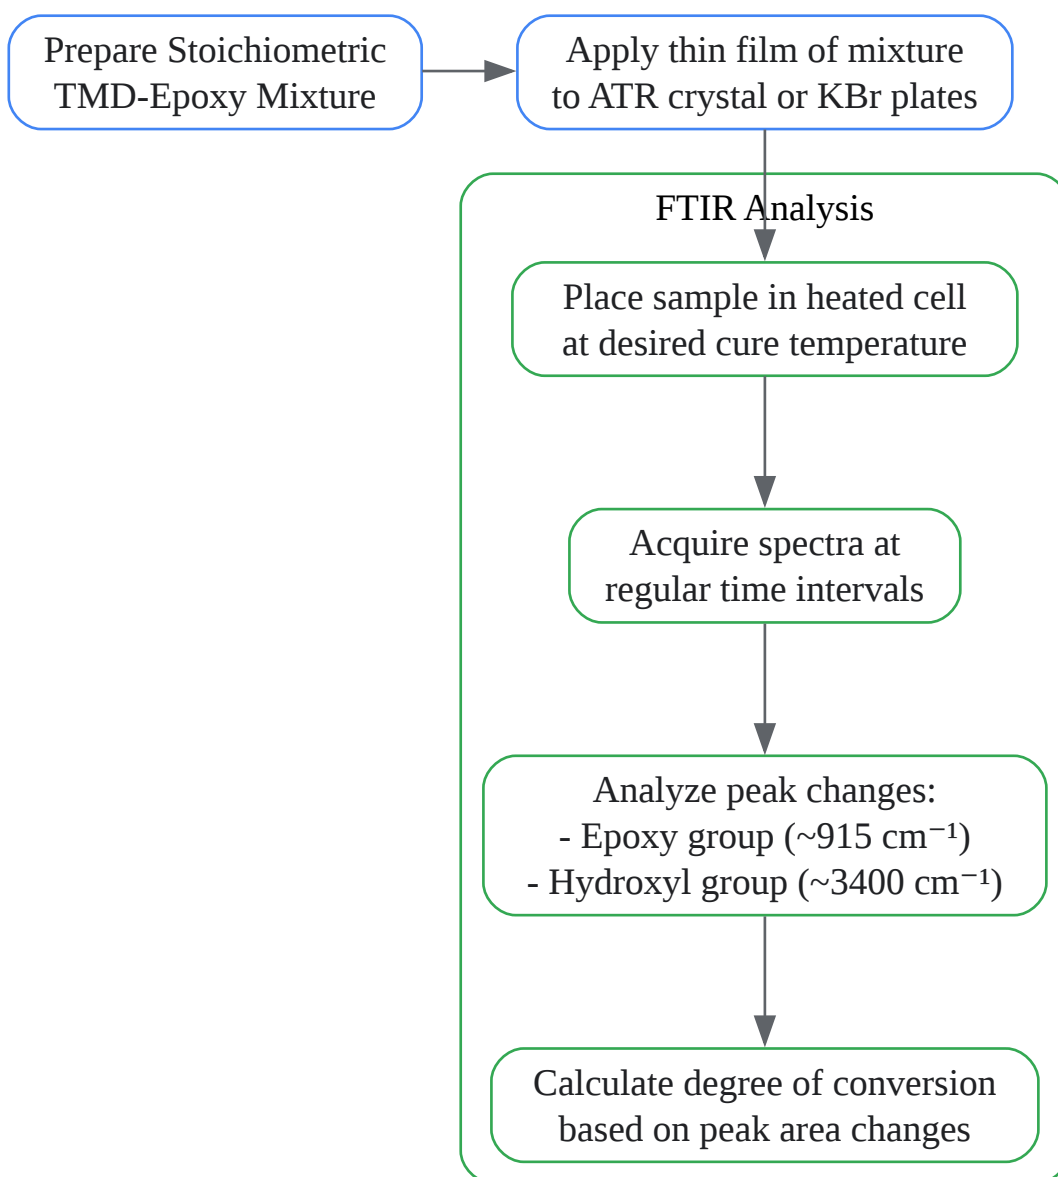 Prepare Stoichiometric
TMD-Epoxy Mixture
Apply thin film of mixture
to ATR crystal or KBr plates
FTIR Analysis
Place sample in heated cell
at desired cure temperature
Acquire spectra at
regular time intervals
Analyze peak changes:
- Epoxy group (~915 cm⁻¹)
- Hydroxyl group (~3400 cm⁻¹)
Calculate degree of conversion
based on peak area changes